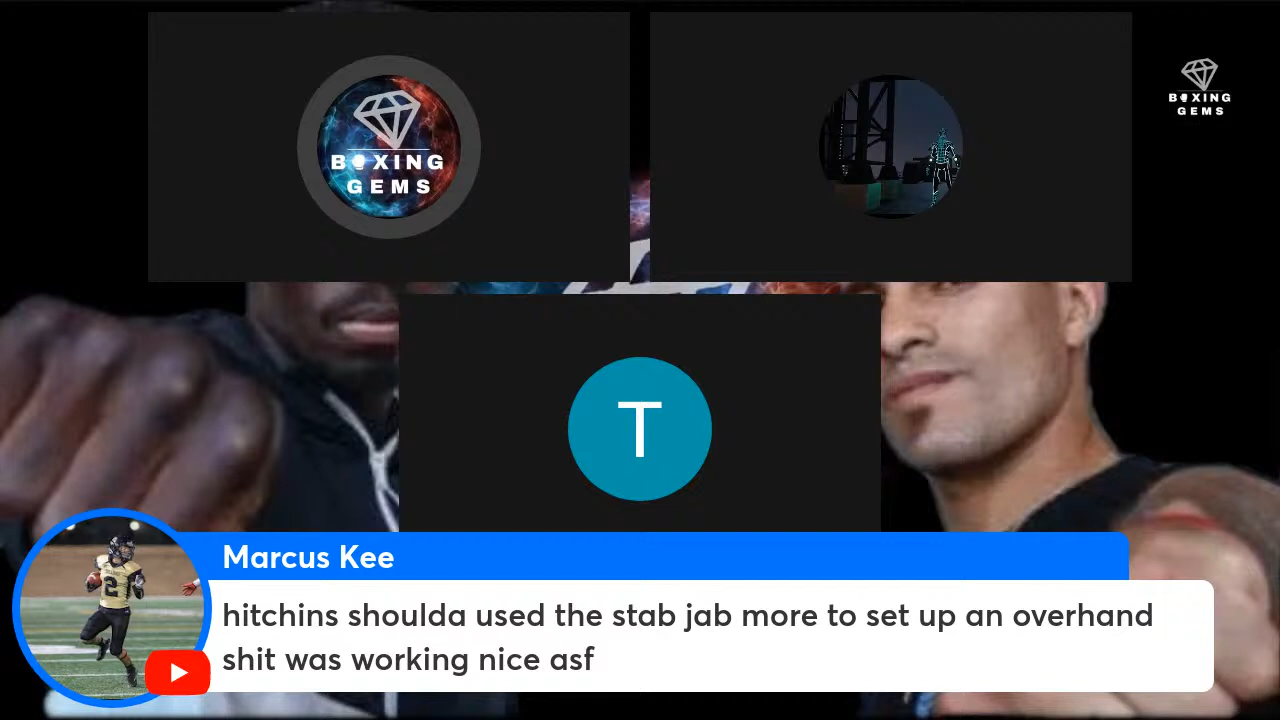 BOXING
GEMS
BOXING
GEMS
T
Marcus Kee
hitchins shoulda used the stab jab more to set up an overhand
shit was working nice asf